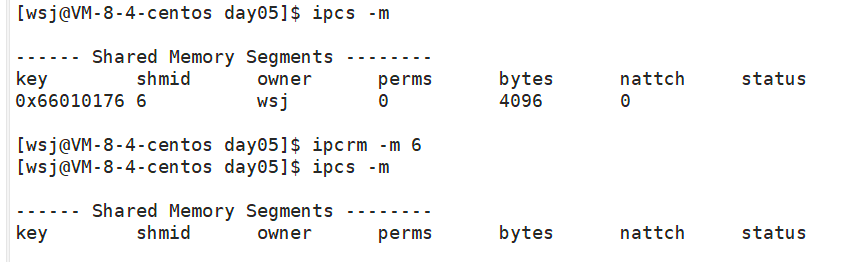 [wsj@VM-8-4-centos day05]$ ipcs -m
------ Shared Memory Segments --------
key shmid owner perms bytes nattch status
0x66010176 6 wsj 0 4096 0
[wsj@VM-8-4-centos day05]$ ipcrm -m 6
[wsj@VM-8-4-centos day05]$ ipcs -m
------ Shared Memory Segments --------
key shmid owner perms bytes nattch status